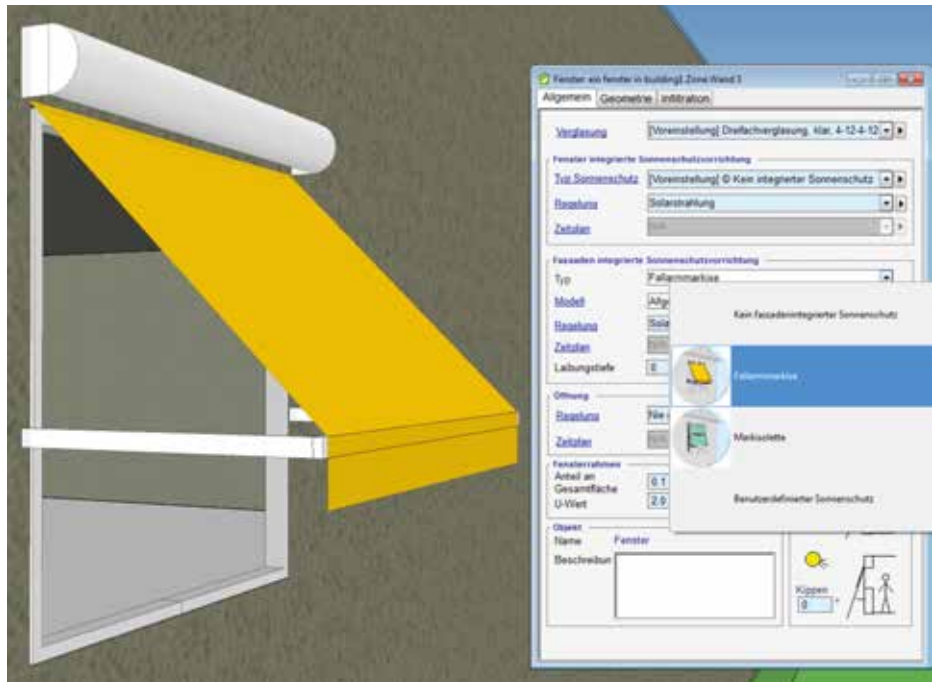 Fenster: ein fenster in building1.Zone.Wand 3
Allgemein Geometrie Infiltration
Verglasung [Voreinstellung] Dreifachverglasung, klar, 4-12-4-12
Fenster integrierte Sonnenschutzvorrichtung
Typ Sonnenschutz [Voreinstellung] © Kein integrierter Sonnenschutz
Regelung Solarstrahlung
Zeitplan N/A
Fassaden integrierte Sonnenschutzvorrichtung
Typ Fallarmmarkise
Modell
Kein fassadenintegrierter Sonnenschutz
Regelung Sola
Zeitplan
Laibungstiefe 0
Fallarmmarkise
Öffnung
Regelung Nie
Markisolette
Zeitplan
Fensterrahmen
Anteil an
Gesamtfläche 0.1
U-Wert 2.0
Benutzerdefinierter Sonnenschutz
Objekt
Name Fenster
Beschreibun
Kippen
0 °